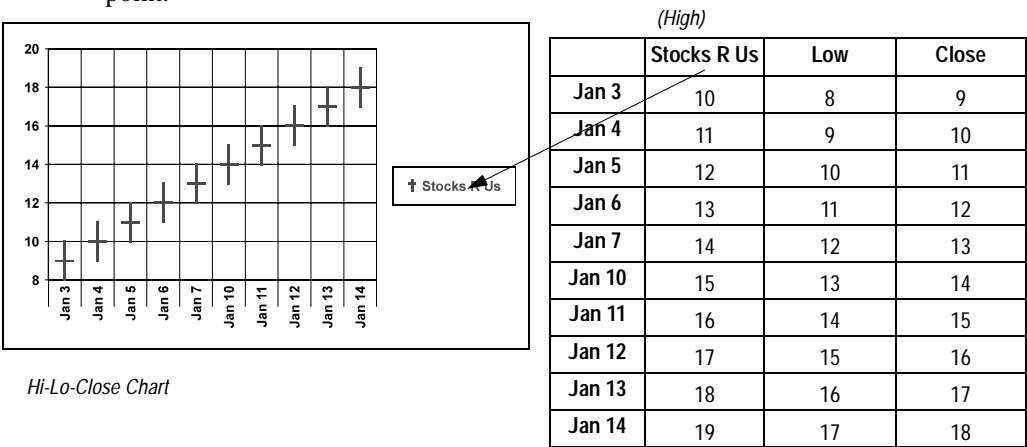 point.
(High)
20
18
16
14
12
10
8
Jan 3 Jan 4 Jan 5 Jan 6 Jan 7 Jan 10 Jan 11 Jan 12 Jan 13 Jan 14
Stocks R Us
Hi-Lo-Close Chart
Stocks R Us Low Close
Jan 3 10 8 9
Jan 4 11 9 10
Jan 5 12 10 11
Jan 6 13 11 12
Jan 7 14 12 13
Jan 10 15 13 14
Jan 11 16 14 15
Jan 12 17 15 16
Jan 13 18 16 17
Jan 14 19 17 18